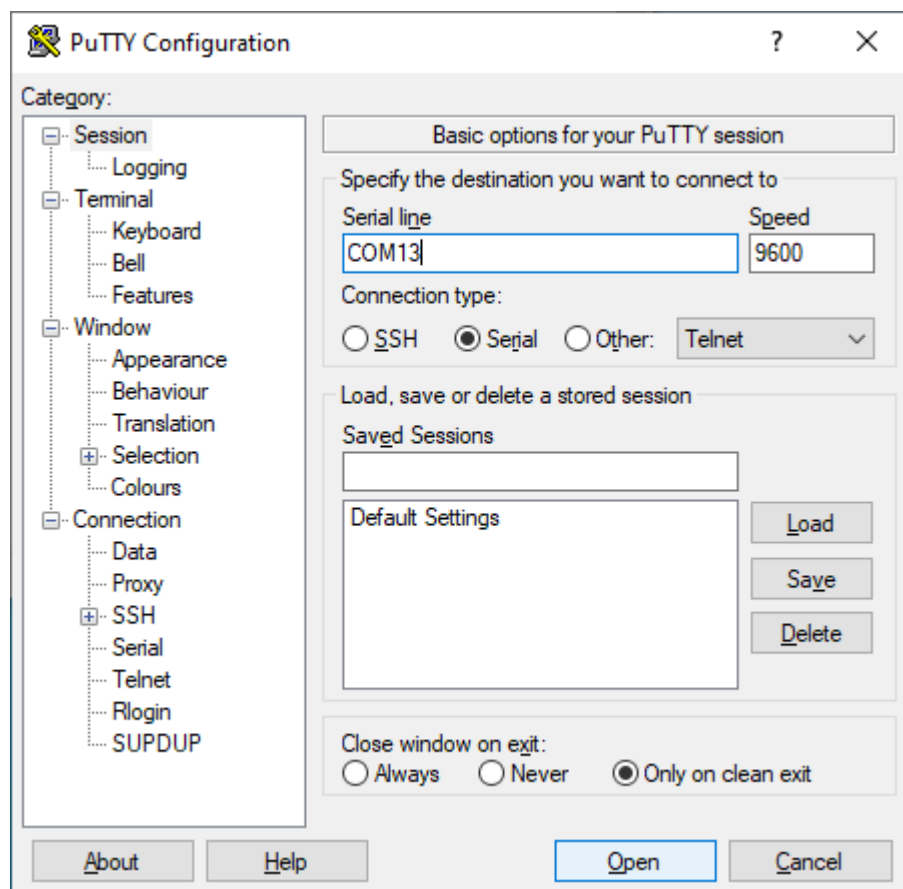 PuTTY Configuration
?
Category:
Session
Logging
Terminal
Keyboard
Bell
Features
Window
Appearance
Behaviour
Translation
Selection
Colours
Connection
Data
Proxy
SSH
Serial
Telnet
Rlogin
SUPDUP
Basic options for your PuTTY session
Specify the destination you want to connect to
Serial line Speed
COM13 9600
Connection type:
SSH Serial Other: Telnet
Load, save or delete a stored session
Saved Sessions
Default Settings
Load
Save
Delete
Close window on exit:
Always Never Only on clean exit
About Help Open Cancel